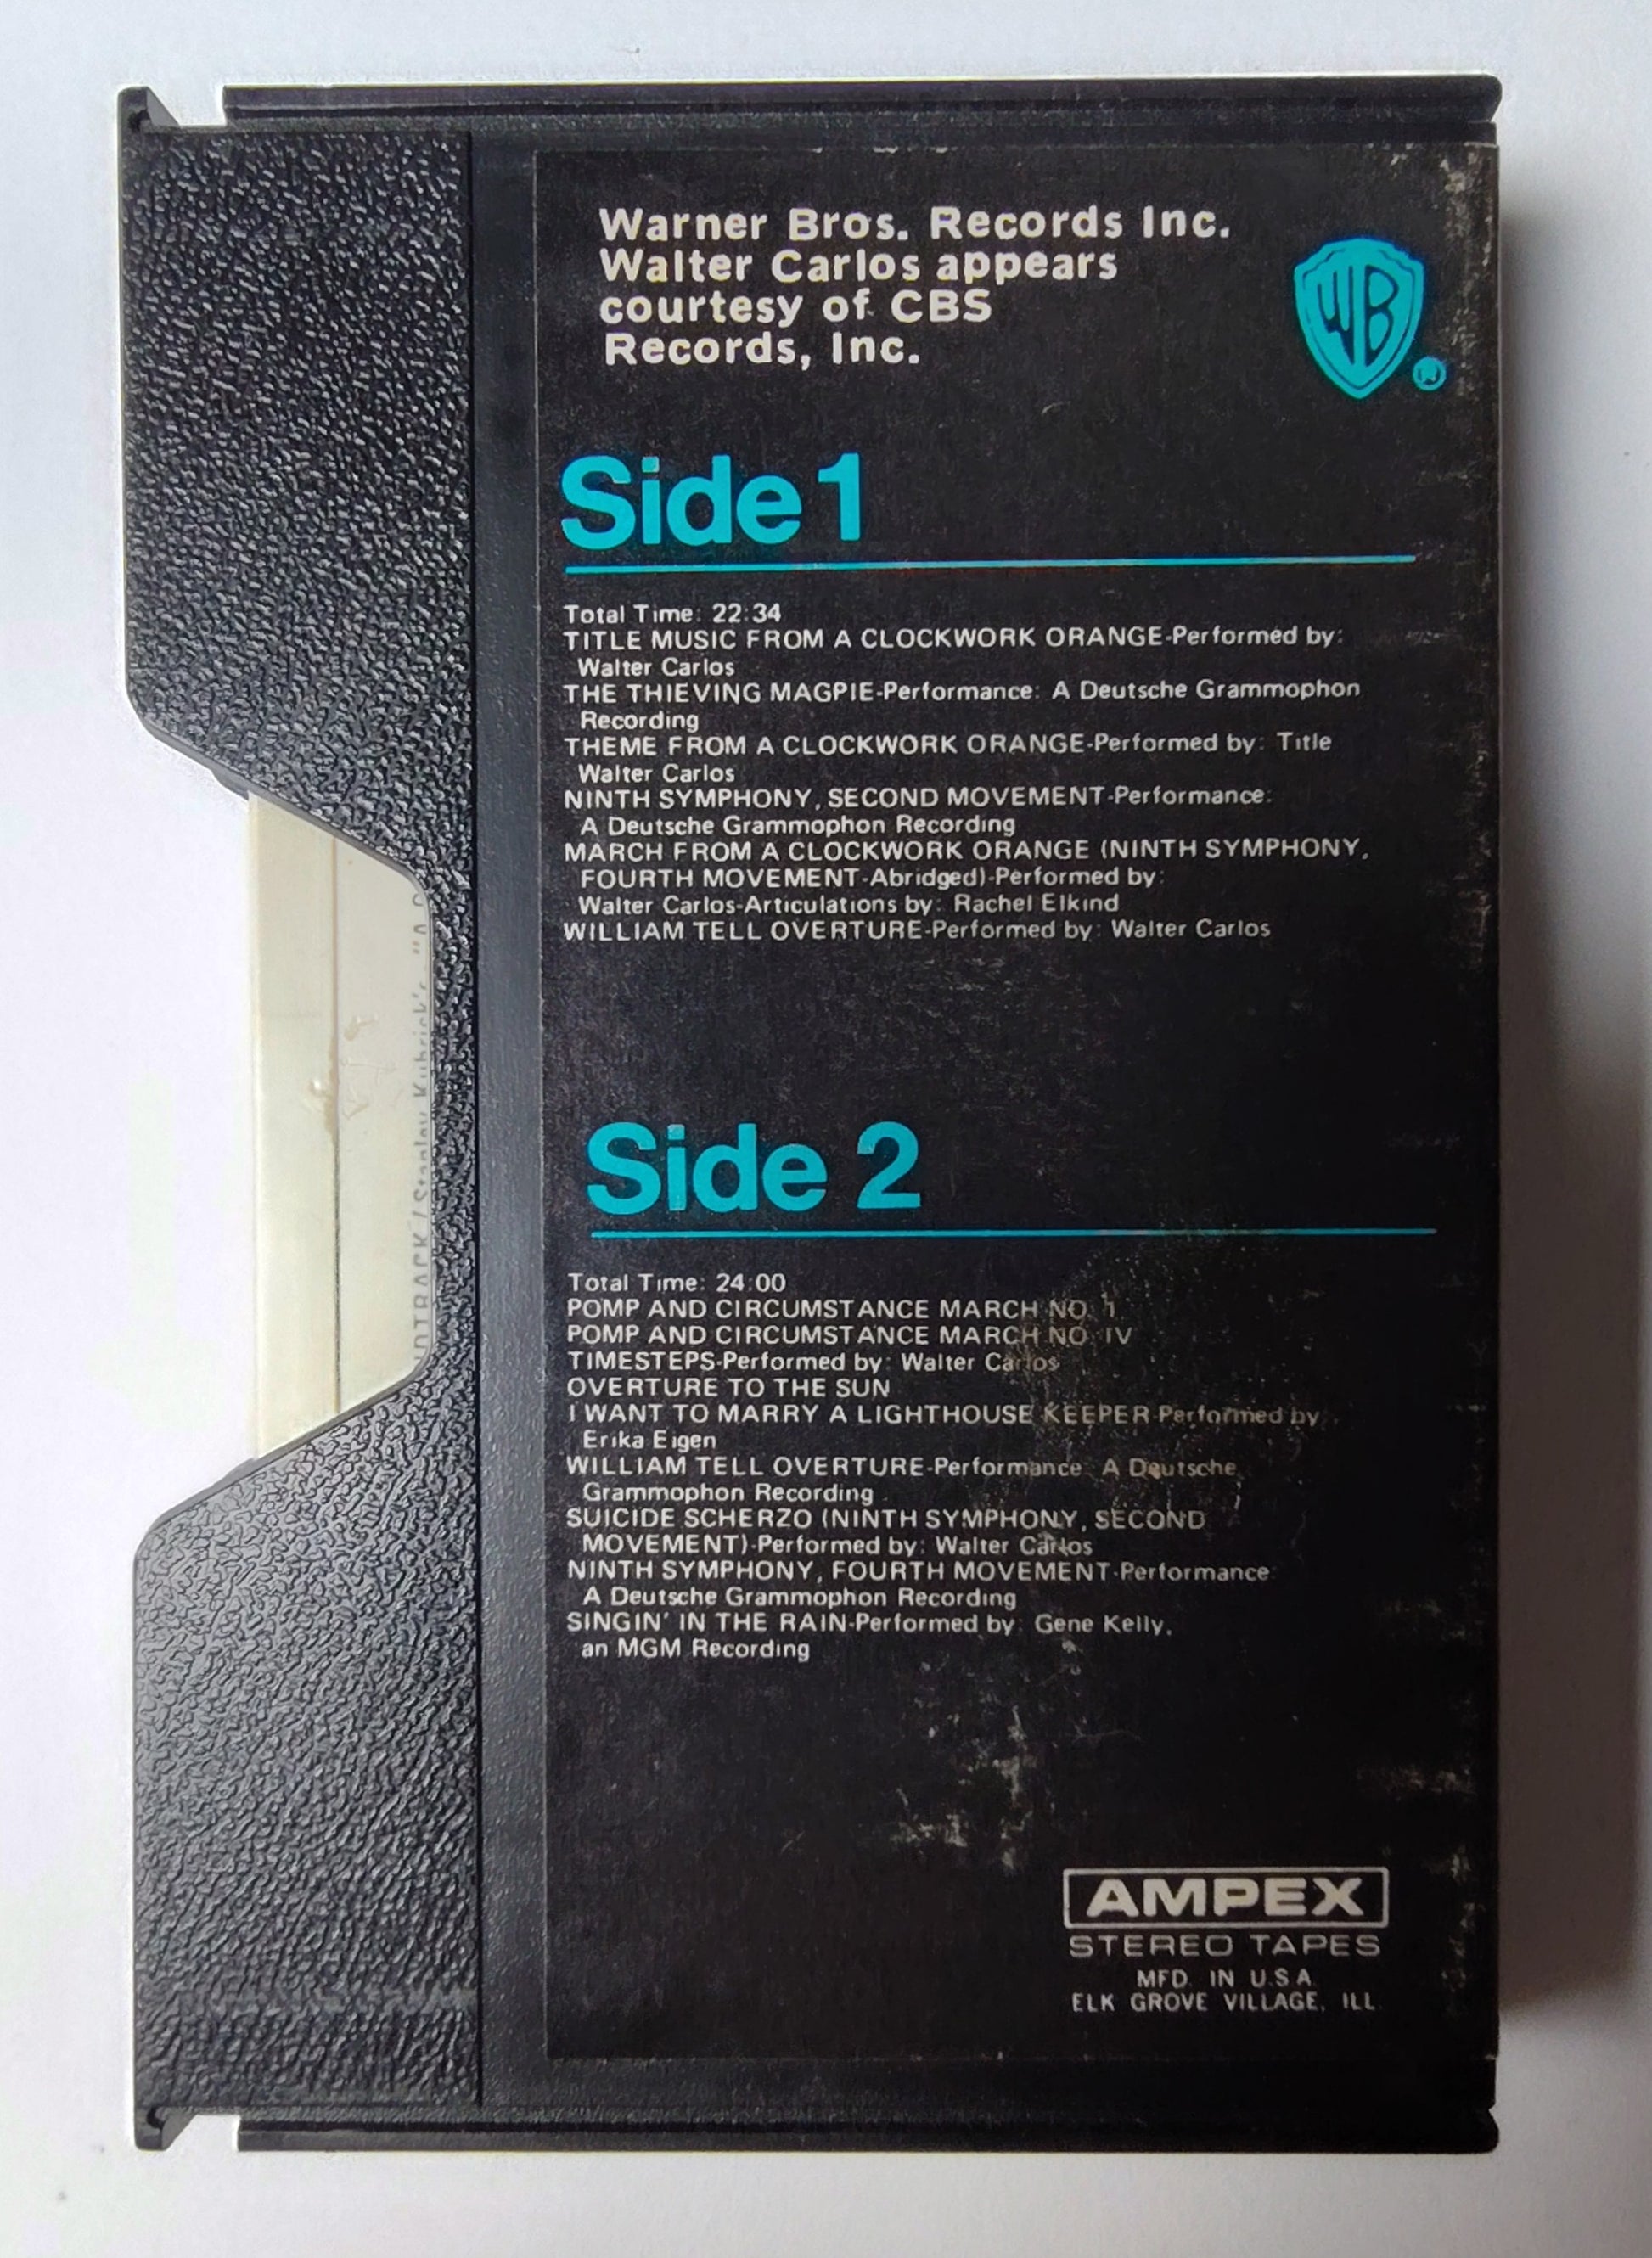 Warner Bros. Records Inc.
Walter Carlos appears
courtesy of CBS
Records, Inc.
WB
Side 1
Total Time: 22:34
TITLE MUSIC FROM A CLOCKWORK ORANGE-Performed by:
Walter Carlos
THE THIEVING MAGPIE-Performance: A Deutsche Grammophon
Recording
THEME FROM A CLOCKWORK ORANGE-Performed by: Title
Walter Carlos
NINTH SYMPHONY, SECOND MOVEMENT-Performance:
A Deutsche Grammophon Recording
MARCH FROM A CLOCKWORK ORANGE (NINTH SYMPHONY,
FOURTH MOVEMENT-Abridged)-Performed by:
Walter Carlos-Articulations by: Rachel Elkind
WILLIAM TELL OVERTURE-Performed by: Walter Carlos
Side 2
Total Time: 24:00
POMP AND CIRCUMSTANCE MARCH NO. 1
POMP AND CIRCUMSTANCE MARCH NO. IV
TIMESTEPS-Performed by: Walter Carlos
OVERTURE TO THE SUN
I WANT TO MARRY A LIGHTHOUSE KEEPER-Performed by:
Erika Eigen
WILLIAM TELL OVERTURE-Performance: A Deutsche
Grammophon Recording
SUICIDE SCHERZO (NINTH SYMPHONY, SECOND
MOVEMENT)-Performed by: Walter Carlos
NINTH SYMPHONY, FOURTH MOVEMENT-Performance:
A Deutsche Grammophon Recording
SINGIN' IN THE RAIN-Performed by: Gene Kelly,
an MGM Recording
AMPEX
STEREO TAPES
MFD. IN U.S.A.
ELK GROVE VILLAGE, ILL.
Stanley Kubrick's